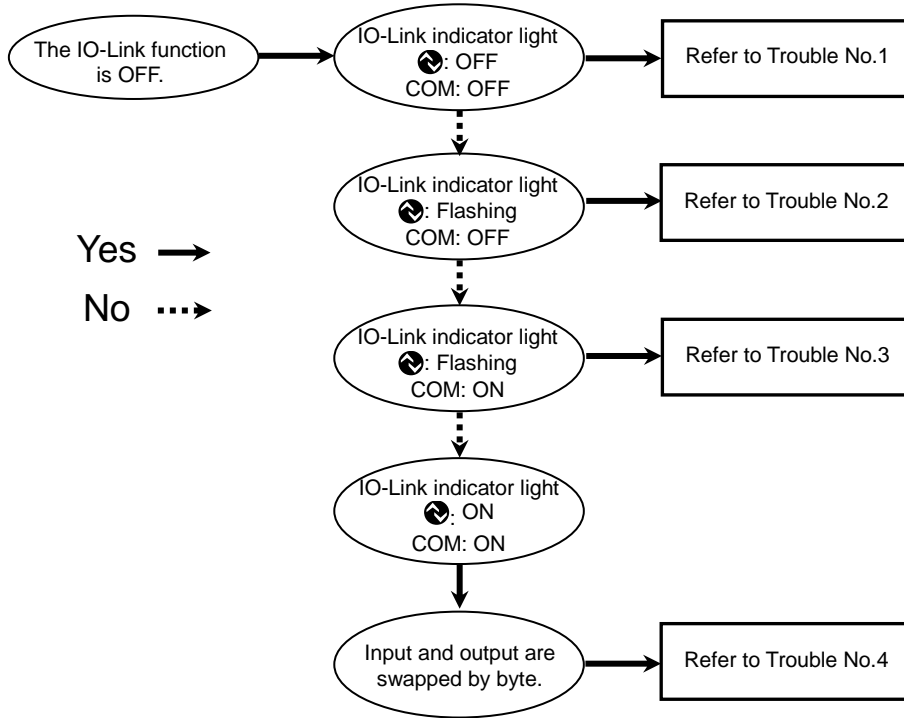 The IO-Link function
is OFF.
IO-Link indicator light
: OFF
COM: OFF
Refer to Trouble No.1
IO-Link indicator light
: Flashing
COM: OFF
Refer to Trouble No.2
Yes
No
IO-Link indicator light
: Flashing
COM: ON
Refer to Trouble No.3
IO-Link indicator light
: ON
COM: ON
Input and output are
swapped by byte.
Refer to Trouble No.4